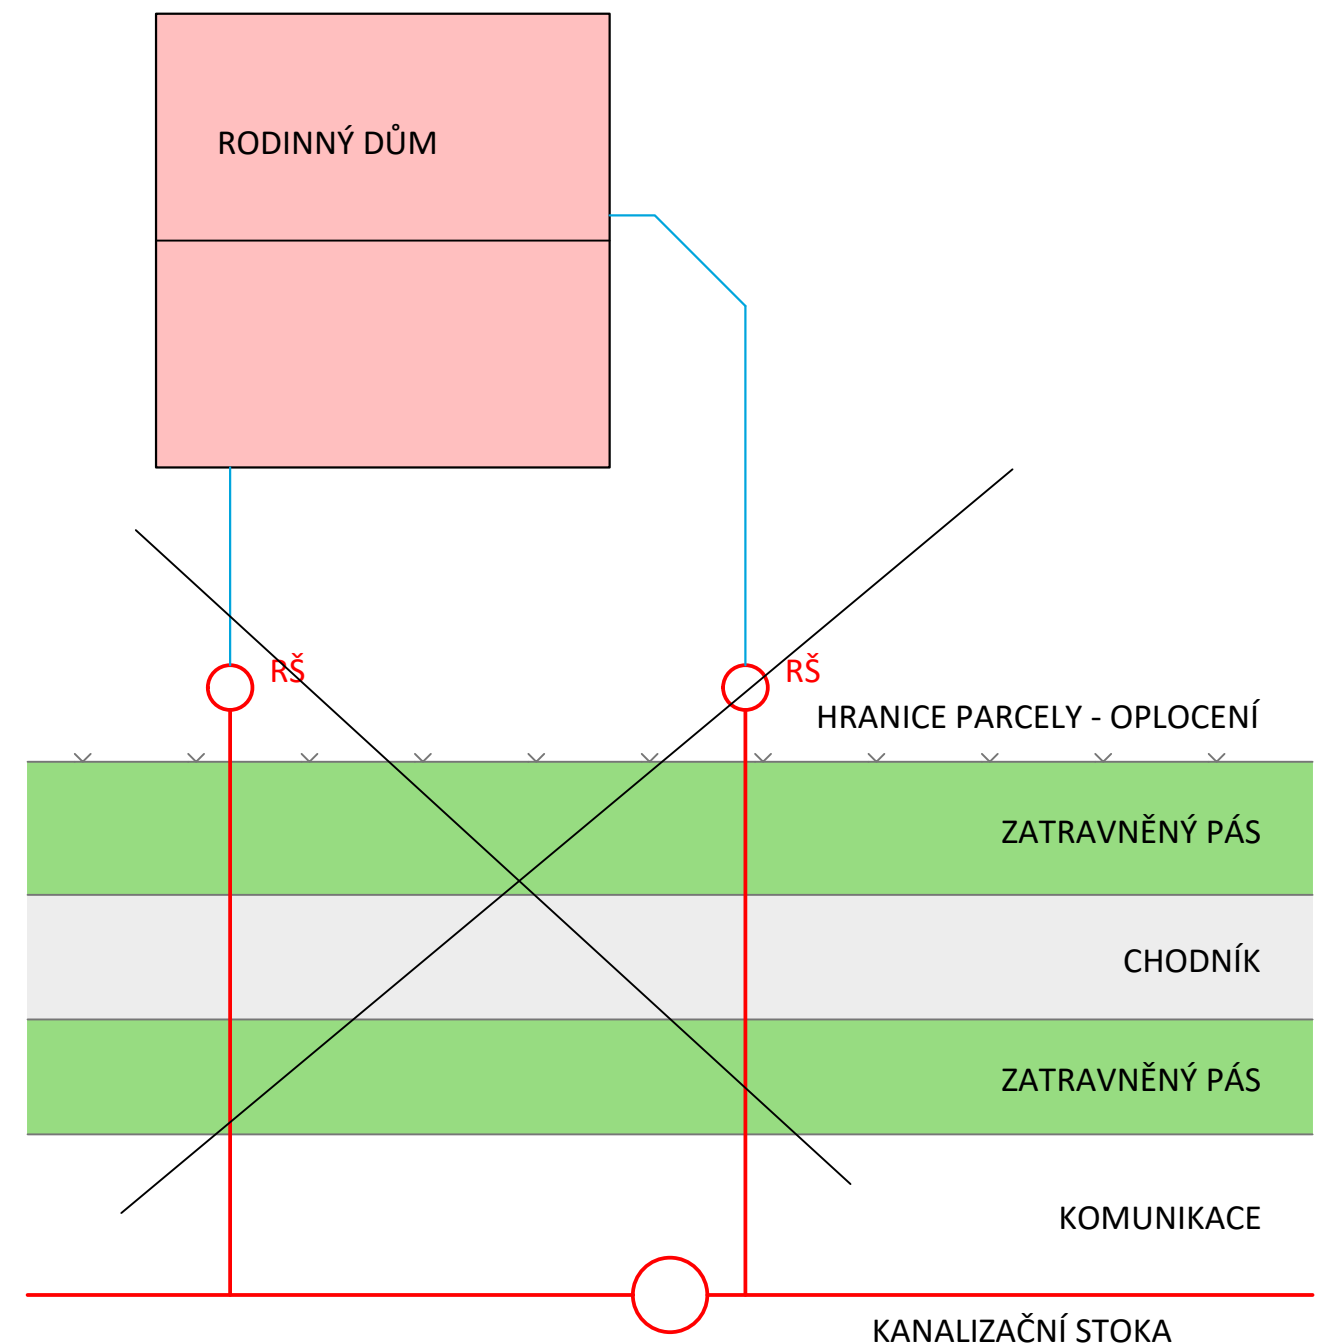 RODINNÝ DŮM
RŠ
RŠ
HRANICE PARCELY - OPLOCENÍ
ZATRAVNĚNÝ PÁS
CHODNÍK
ZATRAVNĚNÝ PÁS
KOMUNIKACE
KANALIZAČNÍ STOKA